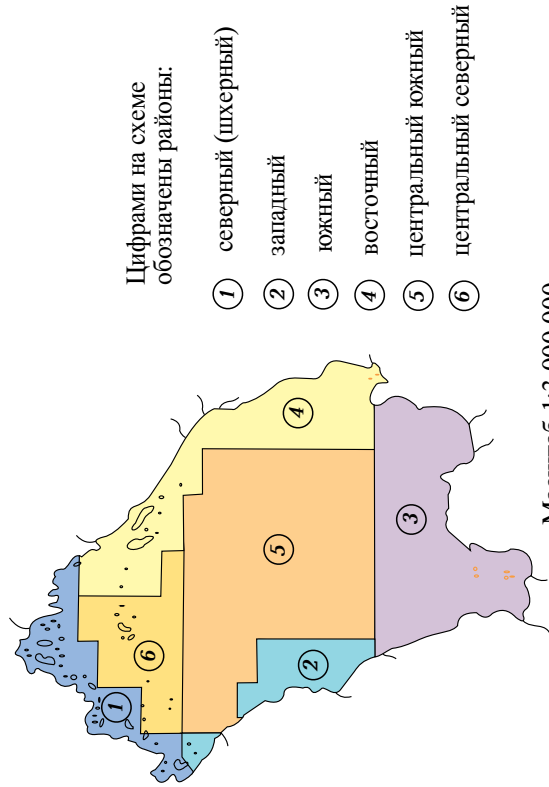 Цифрами на схеме
обозначены районы:
1 северный (шхерный)
2 западный
3 южный
4 восточный
5 центральный южный
6 центральный северный
1
2
3
4
5
6